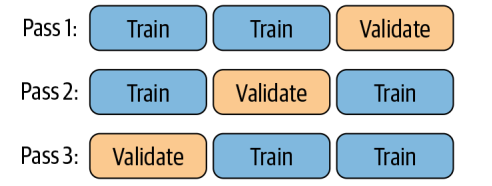 Pass 1: Train Train Validate
Pass 2: Train Validate Train
Pass 3: Validate Train Train